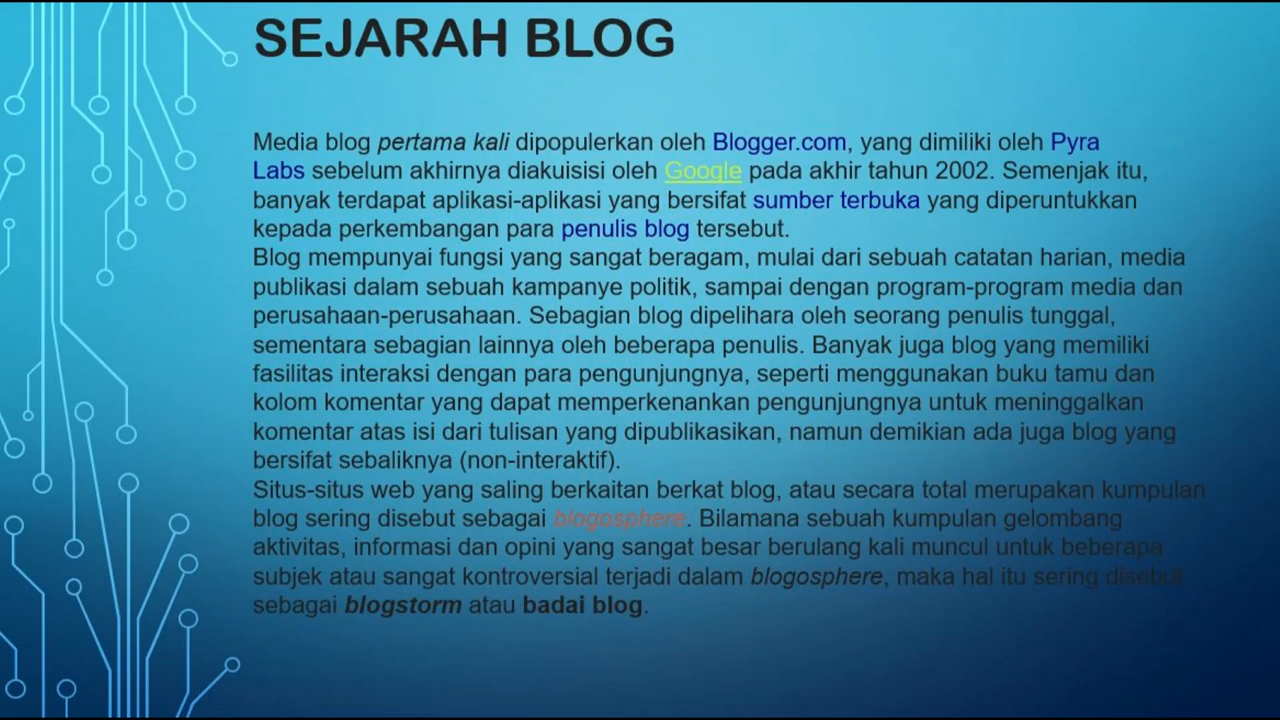 SEJARAH BLOG
Media blog pertama kali dipopulerkan oleh Blogger.com, yang dimiliki oleh Pyra
Labs sebelum akhirnya diakuisisi oleh Google pada akhir tahun 2002. Semenjak itu,
banyak terdapat aplikasi-aplikasi yang bersifat sumber terbuka yang diperuntukkan
kepada perkembangan para penulis blog tersebut.
Blog mempunyai fungsi yang sangat beragam, mulai dari sebuah catatan harian, media
publikasi dalam sebuah kampanye politik, sampai dengan program-program media dan
perusahaan-perusahaan. Sebagian blog dipelihara oleh seorang penulis tunggal,
sementara sebagian lainnya oleh beberapa penulis. Banyak juga blog yang memiliki
fasilitas interaksi dengan para pengunjungnya, seperti menggunakan buku tamu dan
kolom komentar yang dapat memperkenankan pengunjungnya untuk meninggalkan
komentar atas isi dari tulisan yang dipublikasikan, namun demikian ada juga blog yang
bersifat sebaliknya (non-interaktif).
Situs-situs web yang saling berkaitan berkat blog, atau secara total merupakan kumpulan
blog sering disebut sebagai blogosphere. Bilamana sebuah kumpulan gelombang
aktivitas, informasi dan opini yang sangat besar berulang kali muncul untuk beberapa
subjek atau sangat kontroversial terjadi dalam blogosphere, maka hal itu sering disebut
sebagai blogstorm atau badai blog.